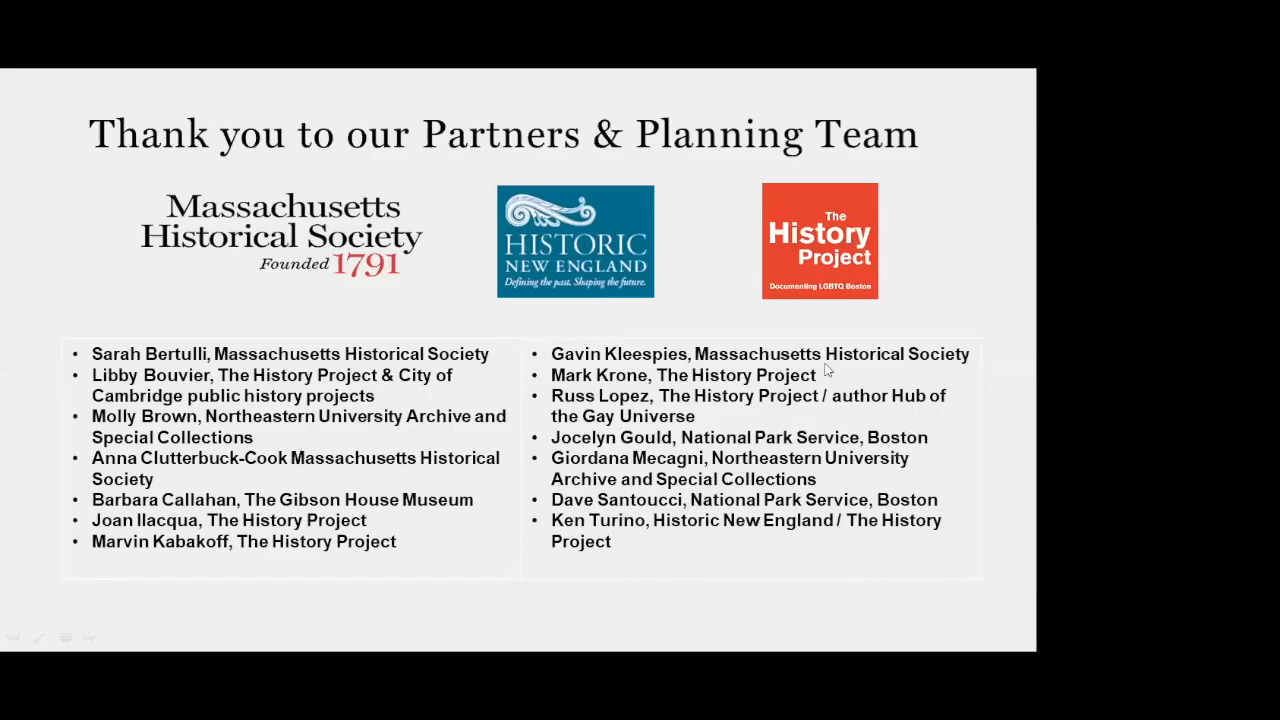 Thank you to our Partners & Planning Team
Massachusetts
Historical Society
Founded 1791
HISTORIC
NEW ENGLAND
Defining the past. Shaping the future.
The
History
Project
Documenting LGBTQ Boston
• Sarah Bertulli, Massachusetts Historical Society
• Libby Bouvier, The History Project & City of
Cambridge public history projects
• Molly Brown, Northeastern University Archive and
Special Collections
• Anna Clutterbuck-Cook Massachusetts Historical
Society
• Barbara Callahan, The Gibson House Museum
• Joan Ilacqua, The History Project
• Marvin Kabakoff, The History Project
• Gavin Kleespies, Massachusetts Historical Society
• Mark Krone, The History Project
• Russ Lopez, The History Project / author Hub of
the Gay Universe
• Jocelyn Gould, National Park Service, Boston
• Giordana Mecagni, Northeastern University
Archive and Special Collections
• Dave Santoucci, National Park Service, Boston
• Ken Turino, Historic New England / The History
Project